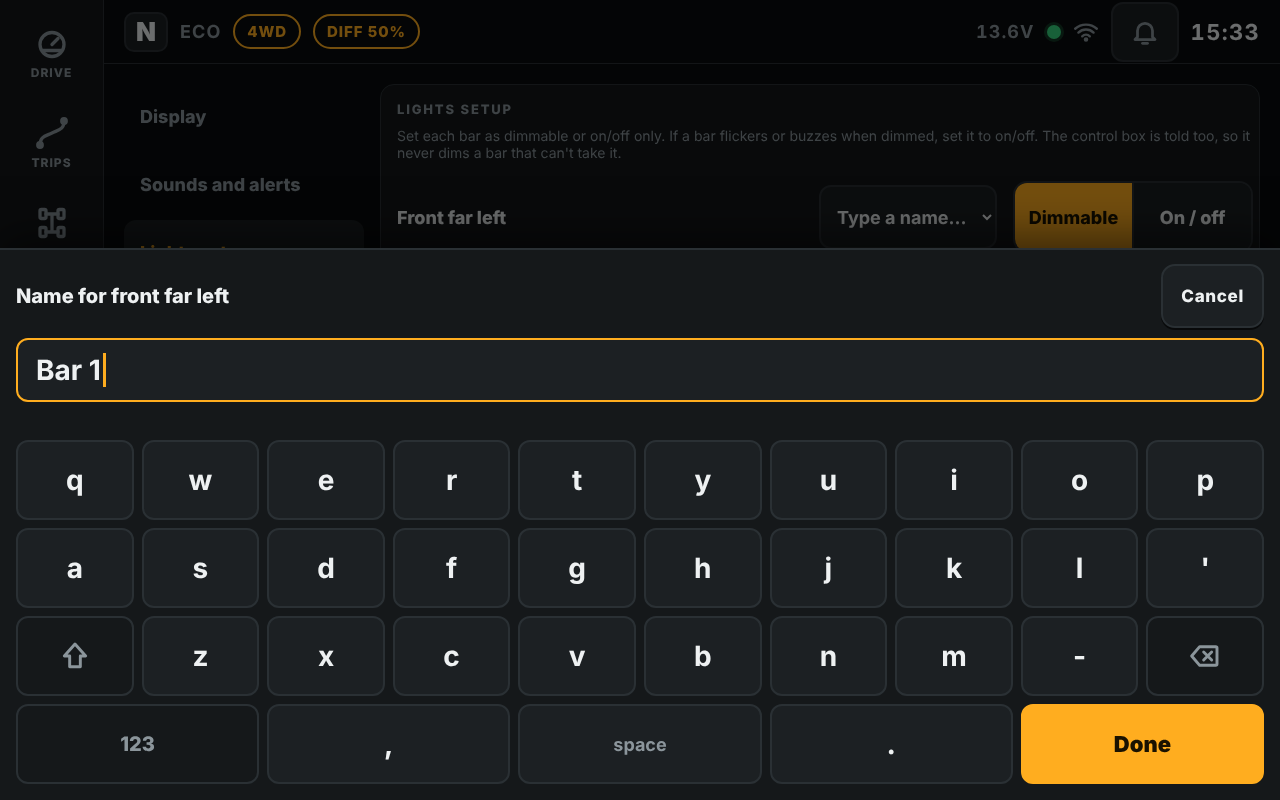 N ECO 4WD DIFF 50% 13.6V 15:33
DRIVE
TRIPS
Display
Sounds and alerts
LIGHTS SETUP
Set each bar as dimmable or on/off only. If a bar flickers or buzzes when dimmed, set it to on/off. The control box is told too, so it
never dims a bar that can't take it.
Front far left Type a name... Dimmable On / off
Name for front far left Cancel
Bar 1
q w e r t y u i o p
a s d f g h j k l '
z x c v b n m -
123 , space . Done